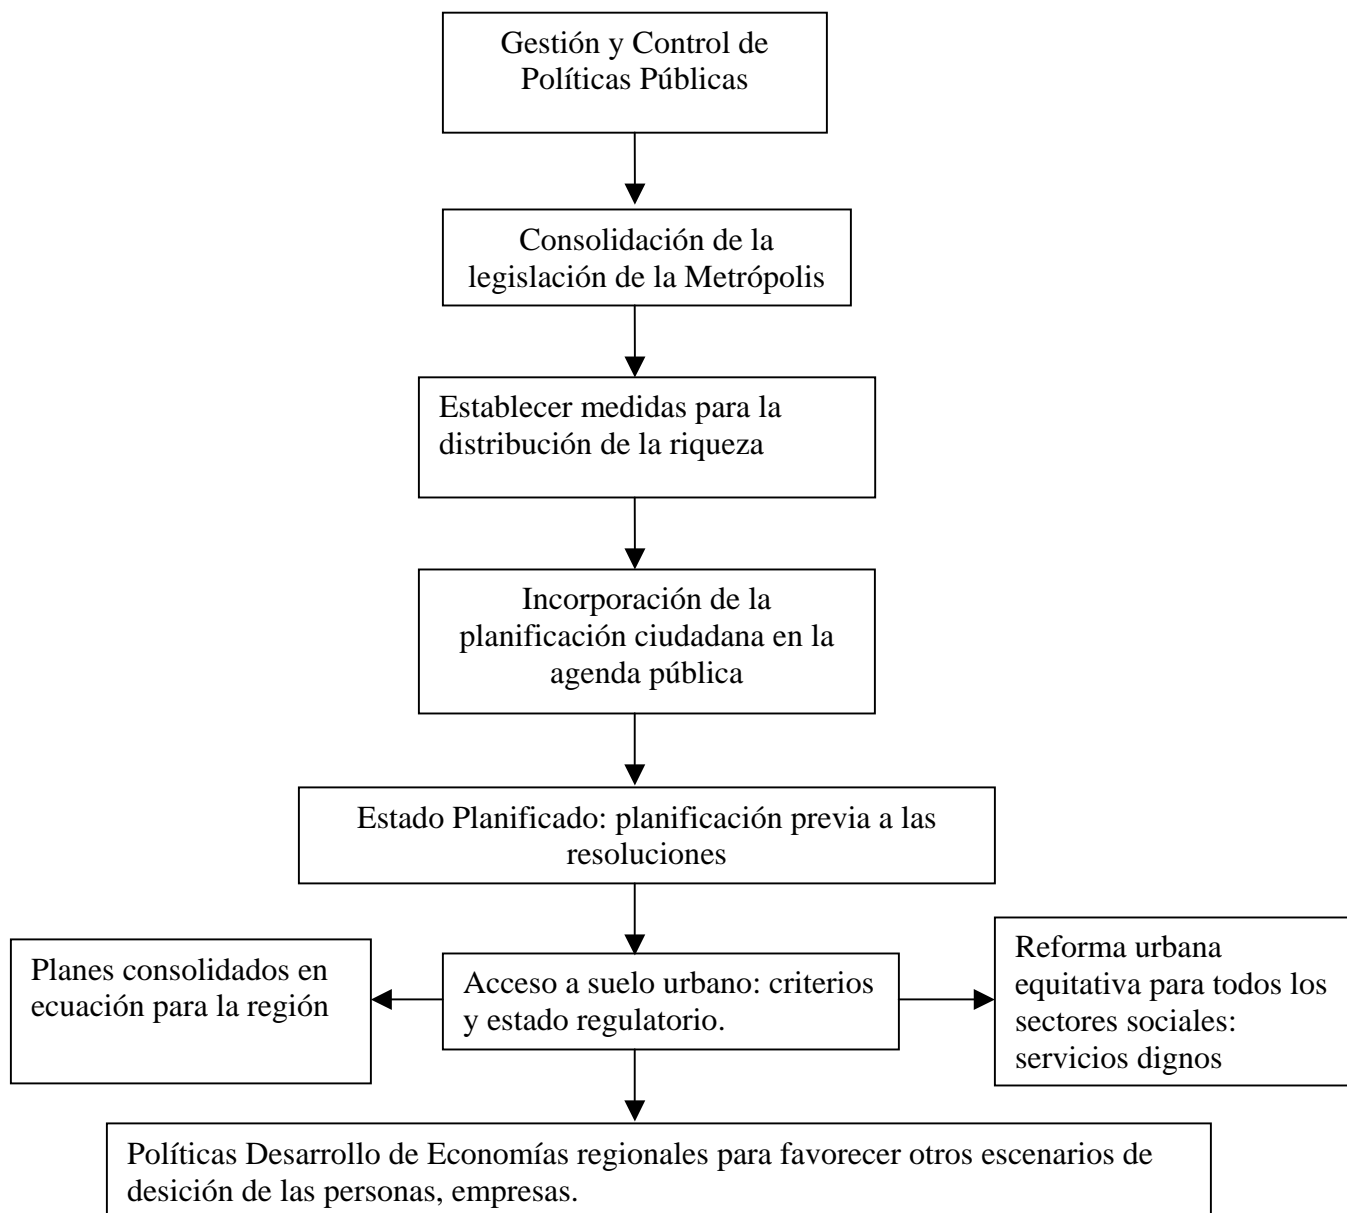 Gestión y Control de
Políticas Públicas
Consolidación de la
legislación de la Metrópolis
Establecer medidas para la
distribución de la riqueza
Incorporación de la
planificación ciudadana en la
agenda pública
Estado Planificado: planificación previa a las
resoluciones
Planes consolidados en
ecuación para la región
Acceso a suelo urbano: criterios
y estado regulatorio.
Reforma urbana
equitativa para todos los
sectores sociales:
servicios dignos
Políticas Desarrollo de Economías regionales para favorecer otros escenarios de
desición de las personas, empresas.